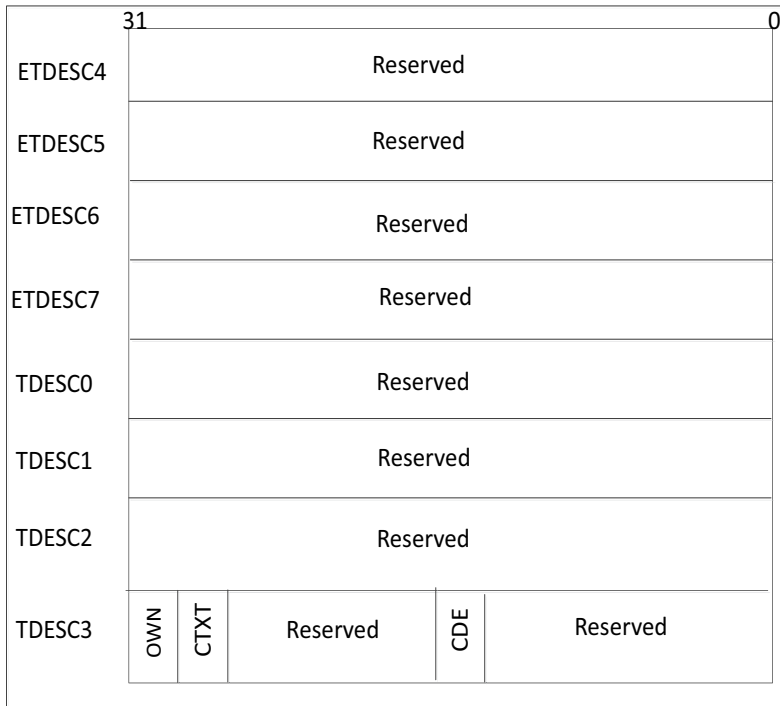 31 0
ETDESC4 Reserved
ETDESC5 Reserved
ETDESC6 Reserved
ETDESC7 Reserved
TDESC0 Reserved
TDESC1 Reserved
TDESC2 Reserved
TDESC3 OWN CTXT Reserved CDE Reserved